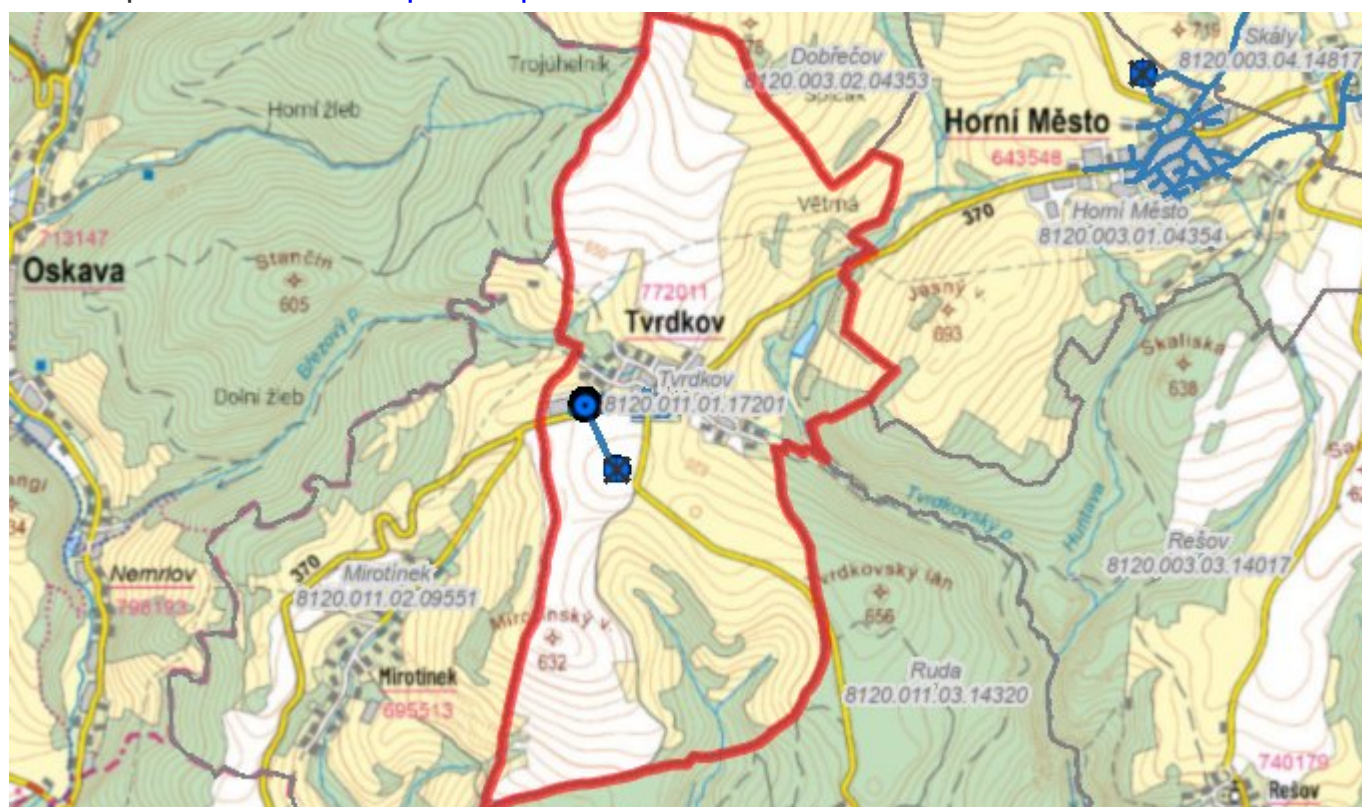 Trojúhelník
Horní žleb
Dobřečov
8120.003.02.04353
Skály
8120.003.04.14817
719
Horní Město
643548
713147
Oskava
Stančín
605
Větrná
370
Horní Město
8120.003.01.04354
772011
Tvrdkov
Jasný v.
693
Skaliska
638
Březový p.
Dolní žleb
Tvrdkov
8120.011.01.17201
Tvrdkovský p.
Huntava
Rešov
8120.003.03.14017
370
Mirotínek
8120.011.02.09551
656
632
Mirotínek
695513
Ruda
8120.011.03.14320
740179
Rešov